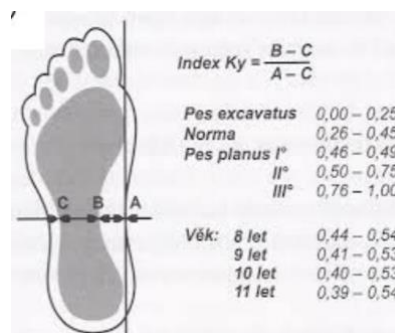 Index Ky = B – C
A – C
Pes excavatus 0,00 – 0,25
Norma 0,26 – 0,45
Pes planus I° 0,46 – 0,49
II° 0,50 – 0,75
III° 0,76 – 1,00
C B A
Věk: 8 let 0,44 – 0,54
9 let 0,41 – 0,53
10 let 0,40 – 0,53
11 let 0,39 – 0,54